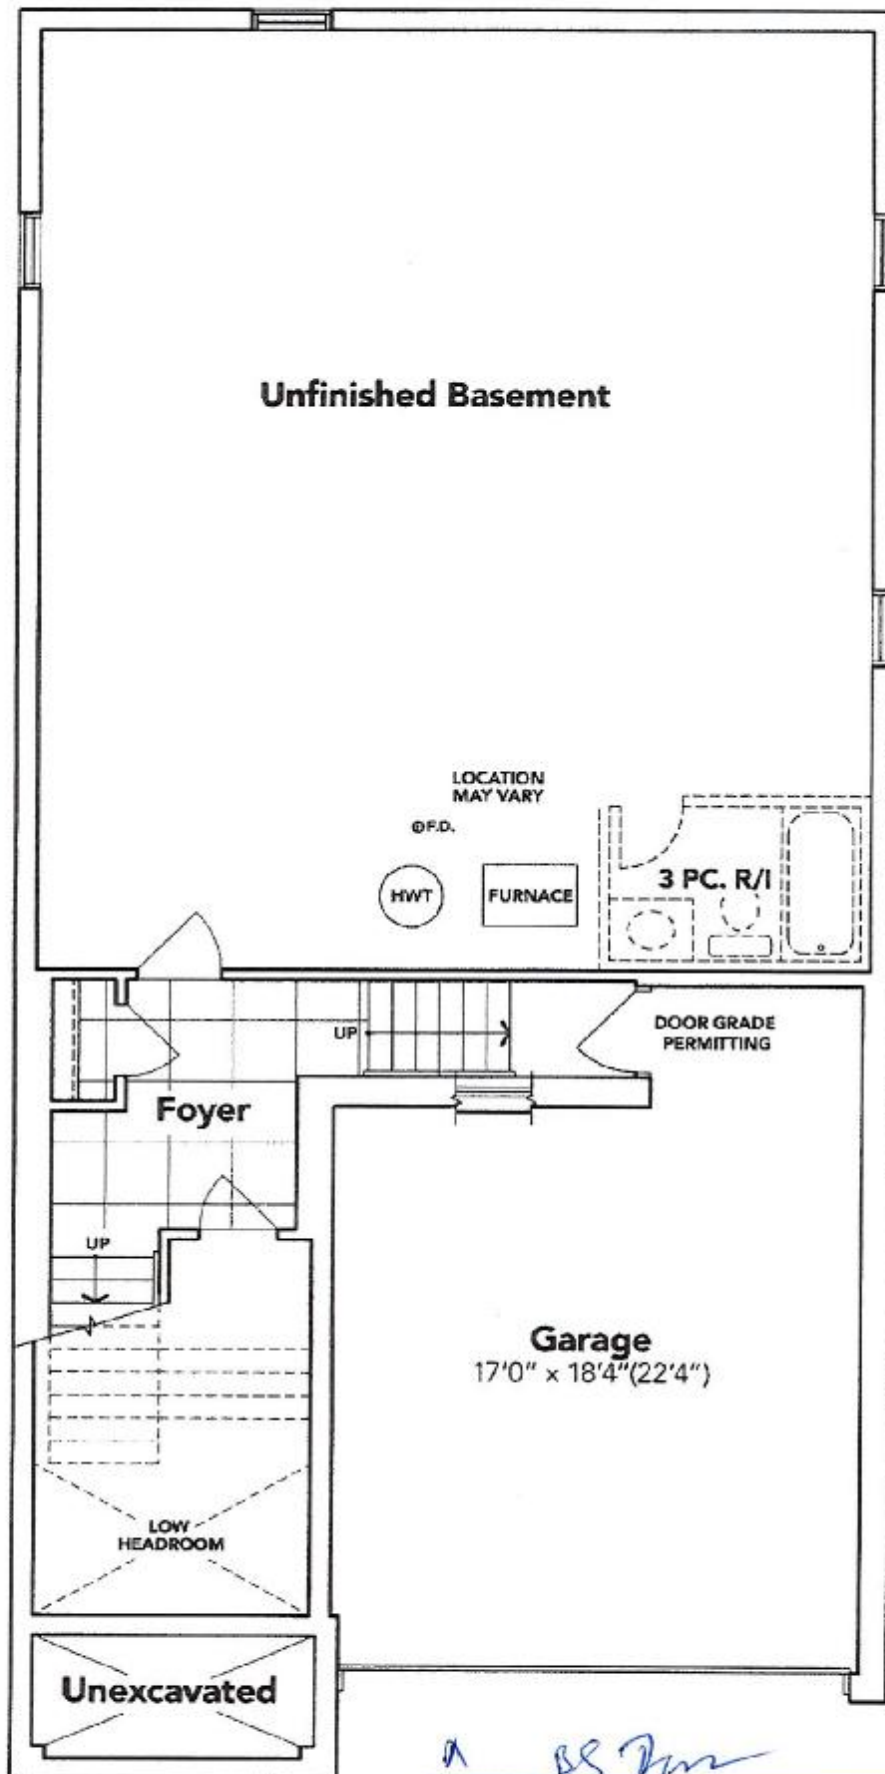 Unfinished Basement
LOCATION
MAY VARY
F.D.
HWT
FURNACE
3 PC. R/I
UP
DOOR GRADE
PERMITTING
Foyer
UP
Garage
17'0" x 18'4"(22'4")
LOW
HEADROOM
Unexcavated